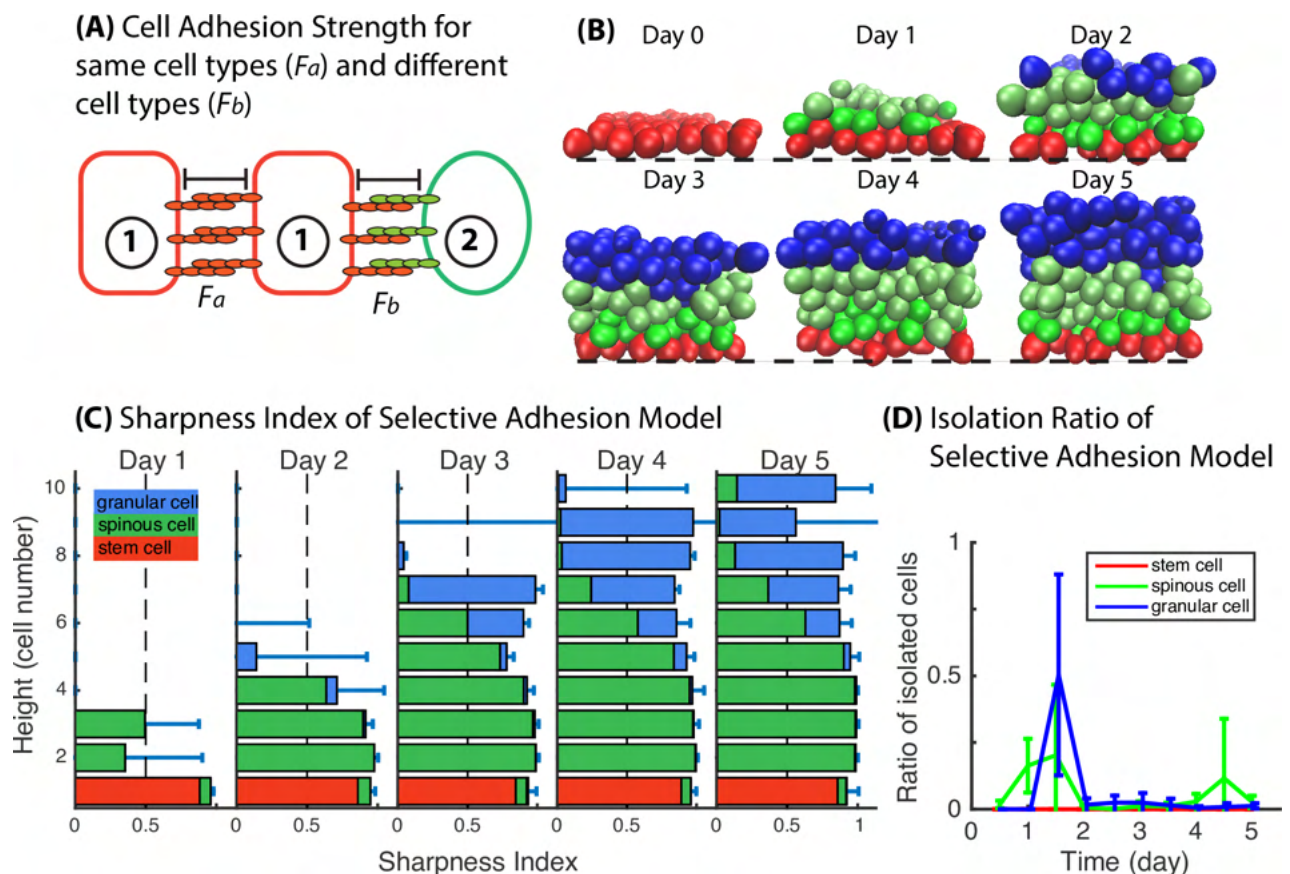 (A) Cell Adhesion Strength for
same cell types (Fa) and different
cell types (Fb)
1
1
2
Fa
Fb
(B)
Day 0
Day 1
Day 2
Day 3
Day 4
Day 5
(C) Sharpness Index of Selective Adhesion Model
Day 1
Day 2
Day 3
Day 4
Day 5
granular cell
spinous cell
stem cell
Height (cell number)
10
8
6
4
2
0 0.5
0 0.5
0 0.5
0 0.5
0 0.5 1
Sharpness Index
(D) Isolation Ratio of
Selective Adhesion Model
stem cell
spinous cell
granular cell
Ratio of isolated cells
1
0.5
0
0 1 2 3 4 5
Time (day)